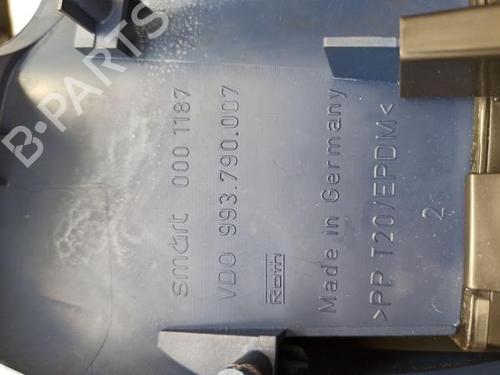 smart 000 1187
VDO 993.790.007
Roth
Made in Germany
>PP T20/EPDM<
2
B-PARTS